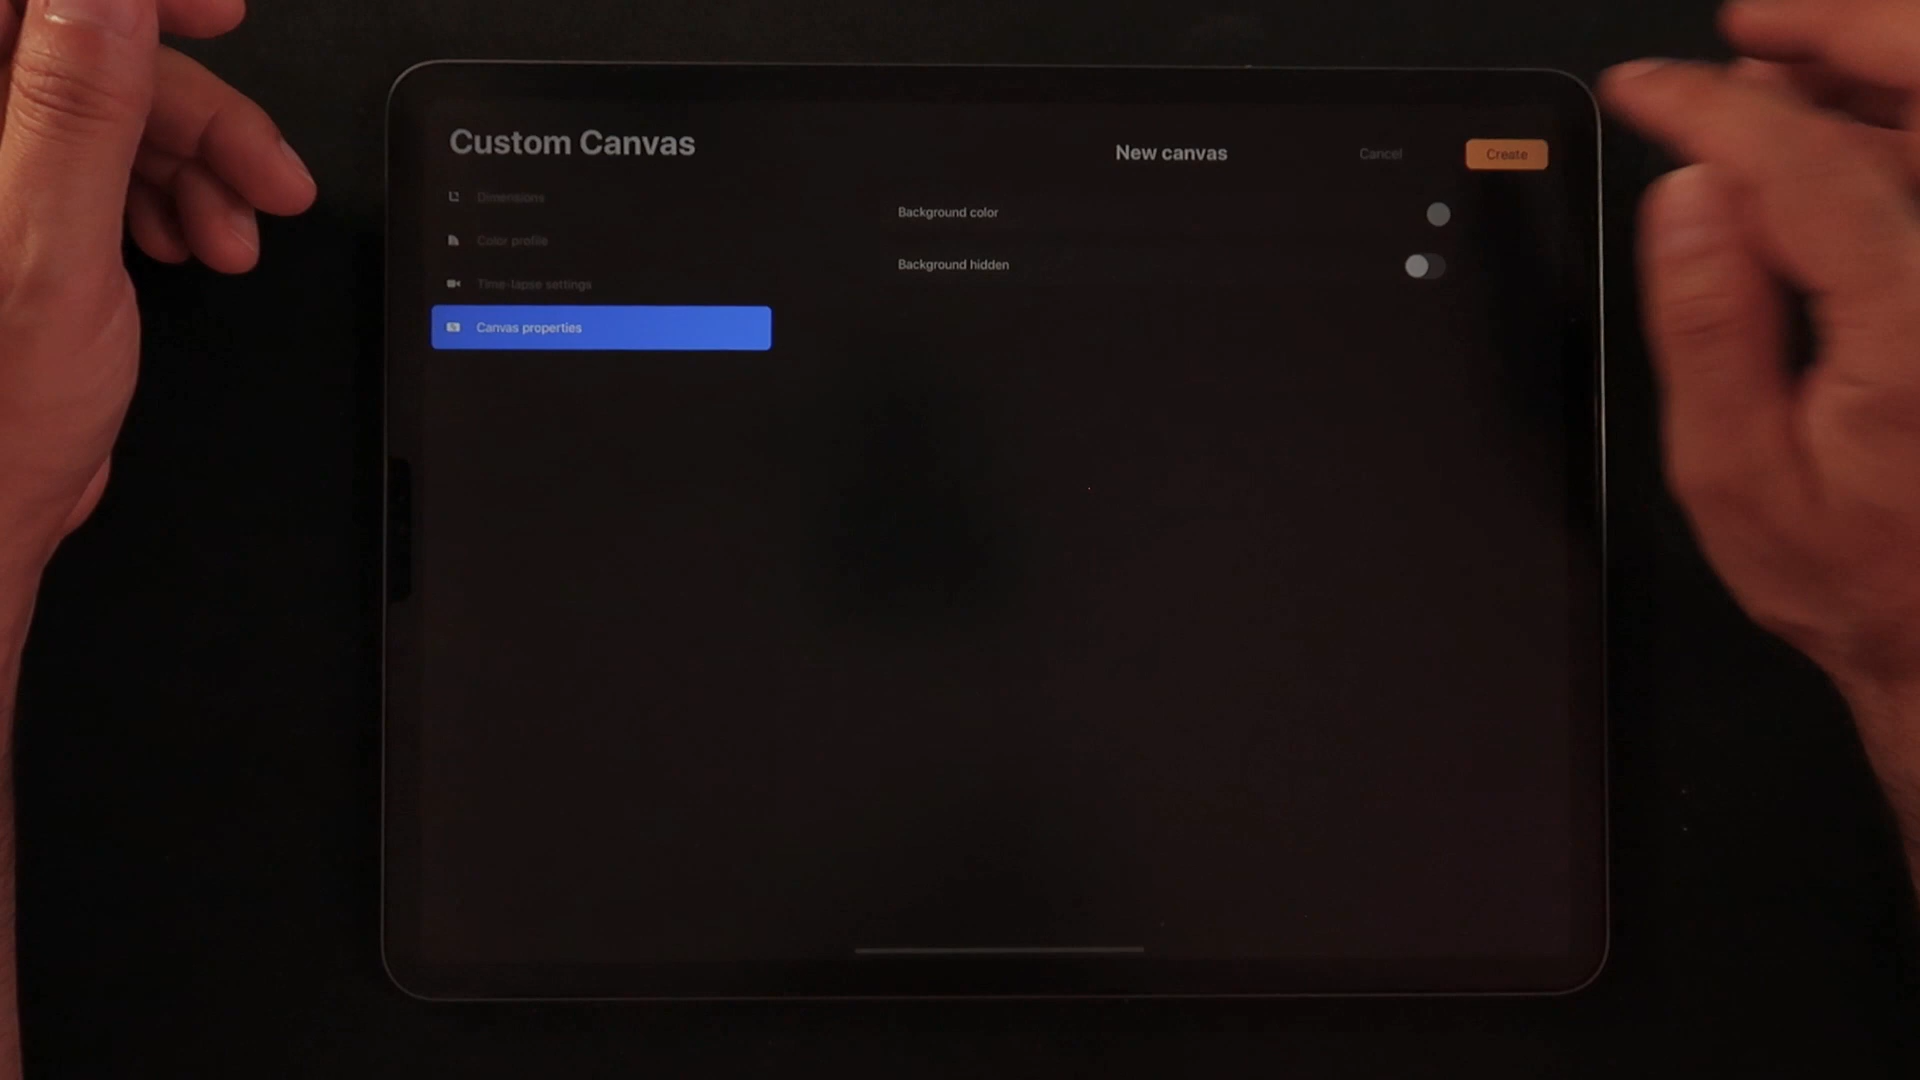 Custom Canvas
New canvas
Cancel
Create
Dimensions
Color profile
Time-lapse settings
Canvas properties
Background color
Background hidden